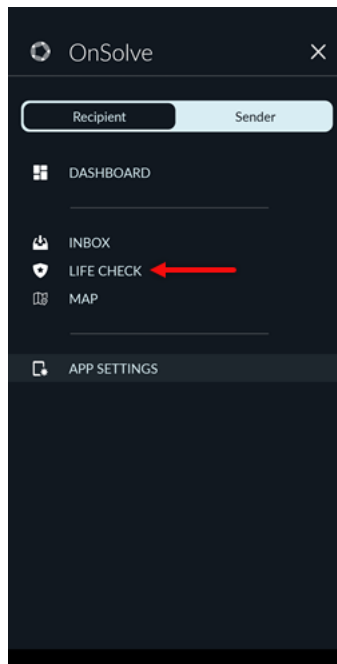 OnSolve
Recipient Sender
DASHBOARD
INBOX
LIFE CHECK
MAP
APP SETTINGS